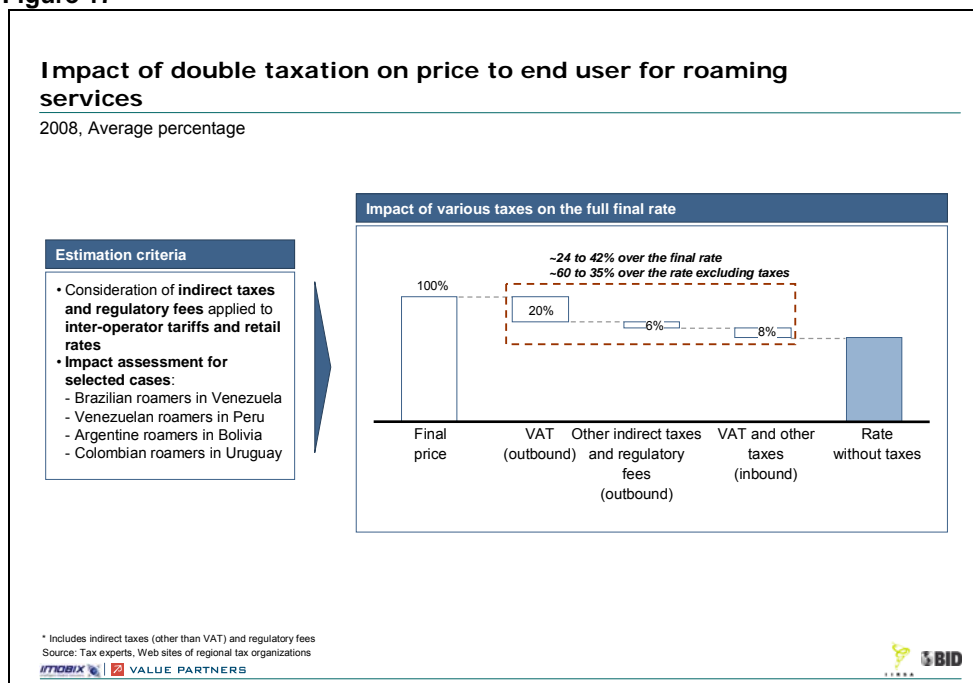 Impact of double taxation on price to end user for roaming
services
2008, Average percentage
Impact of various taxes on the full final rate
Estimation criteria
~24 to 42% over the final rate
~60 to 35% over the rate excluding taxes
• Consideration of indirect taxes
and regulatory fees applied to
inter-operator tariffs and retail
rates
• Impact assessment for
selected cases:
- Brazilian roamers in Venezuela
- Venezuelan roamers in Peru
- Argentine roamers in Bolivia
- Colombian roamers in Uruguay
100%
20%
6%
8%
Final
price
VAT
(outbound)
Other indirect taxes
and regulatory
fees
(outbound)
VAT and other
taxes
(inbound)
Rate
without taxes
* Includes indirect taxes (other than VAT) and regulatory fees
Source: Tax experts, Web sites of regional tax organizations
imobix
VALUE PARTNERS
IIRSA
BID